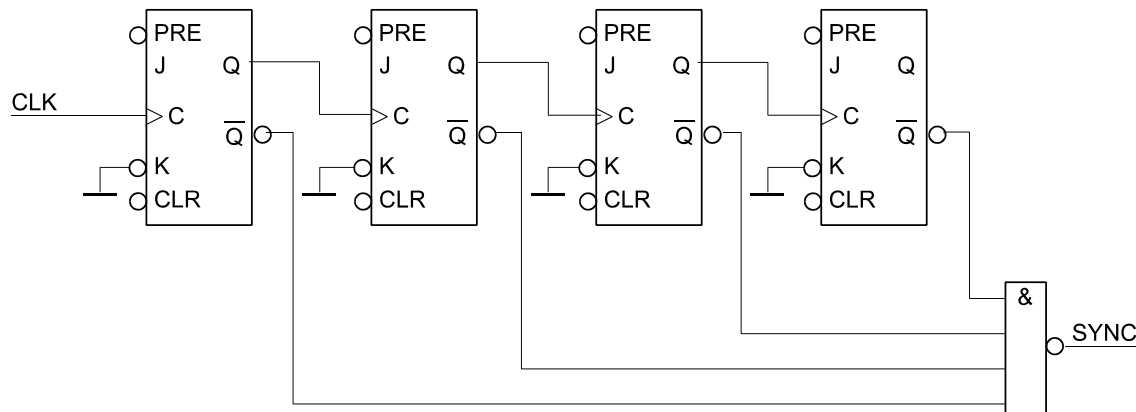 PRE PRE PRE PRE
J Q J Q J Q J Q
CLK C C C C
Q Q Q Q
K K K K
CLR CLR CLR CLR
&
SYNC